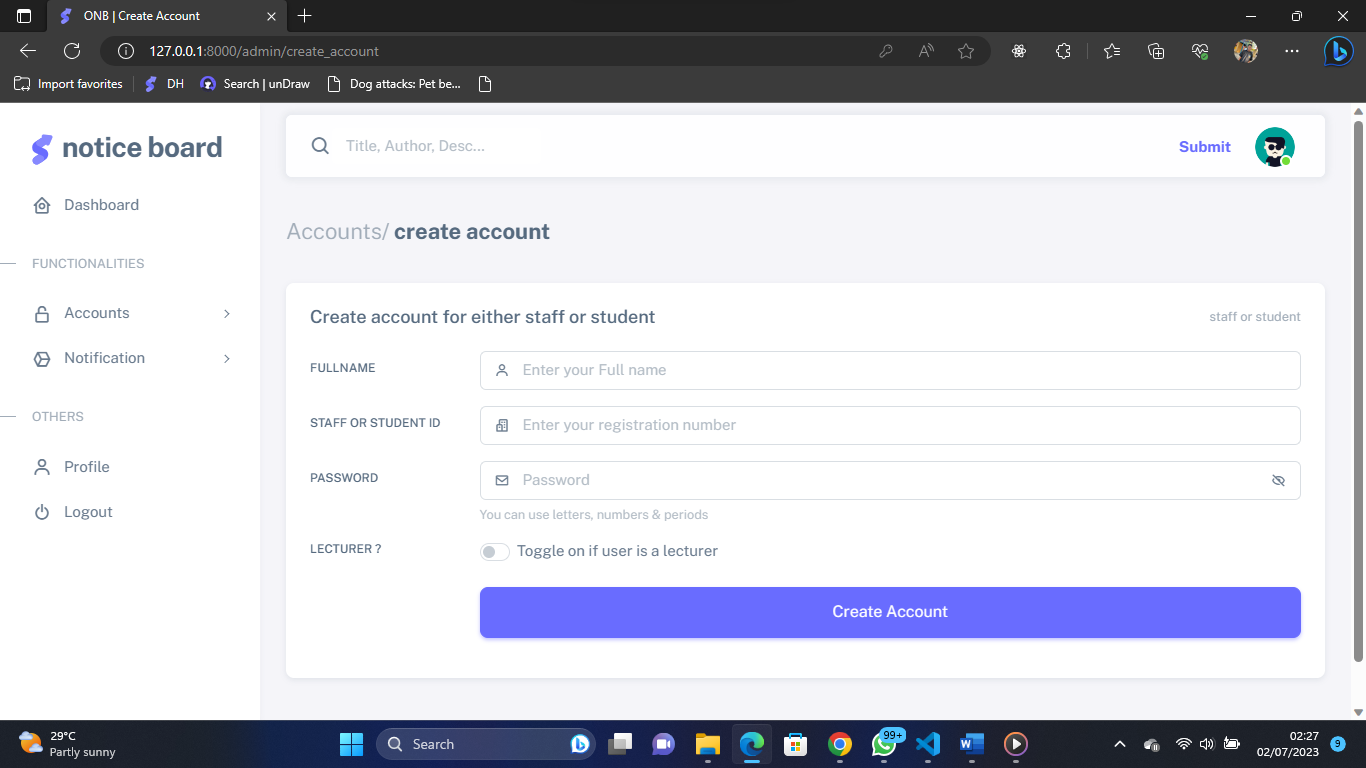 ONB | Create Account
127.0.0.1:8000/admin/create_account
Import favorites
DH
Search | unDraw
Dog attacks: Pet be...
notice board
Title, Author, Desc...
Submit
Dashboard
Accounts/ create account
FUNCTIONALITIES
Accounts
Notification
OTHERS
Profile
Logout
Create account for either staff or student
staff or student
FULLNAME
Enter your Full name
STAFF OR STUDENT ID
Enter your registration number
PASSWORD
Password
You can use letters, numbers & periods
LECTURER ?
Toggle on if user is a lecturer
Create Account
29°C
Partly sunny
Search
99+
02:27
02/07/2023
9